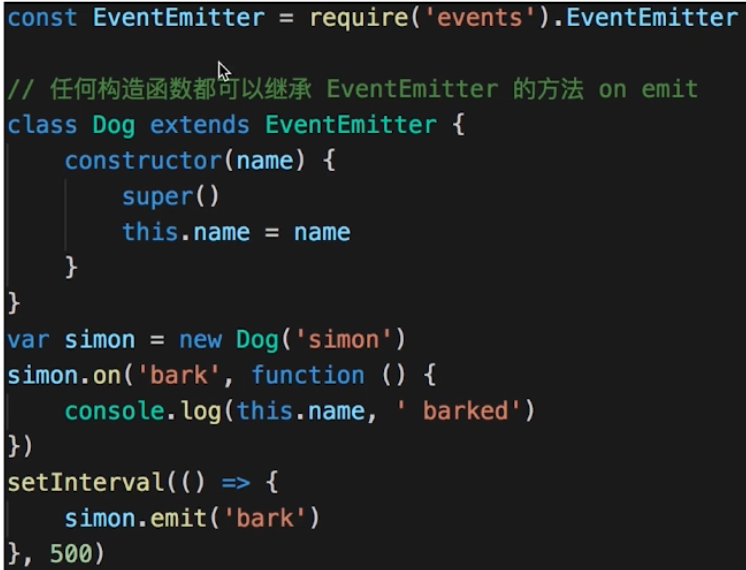 const EventEmitter = require('events').EventEmitter
// 任何构造函数都可以继承 EventEmitter 的方法 on emit
class Dog extends EventEmitter {
    constructor(name) {
        super()
        this.name = name
    }
}
var simon = new Dog('simon')
simon.on('bark', function () {
    console.log(this.name, ' barked')
})
setInterval(() => {
    simon.emit('bark')
}, 500)